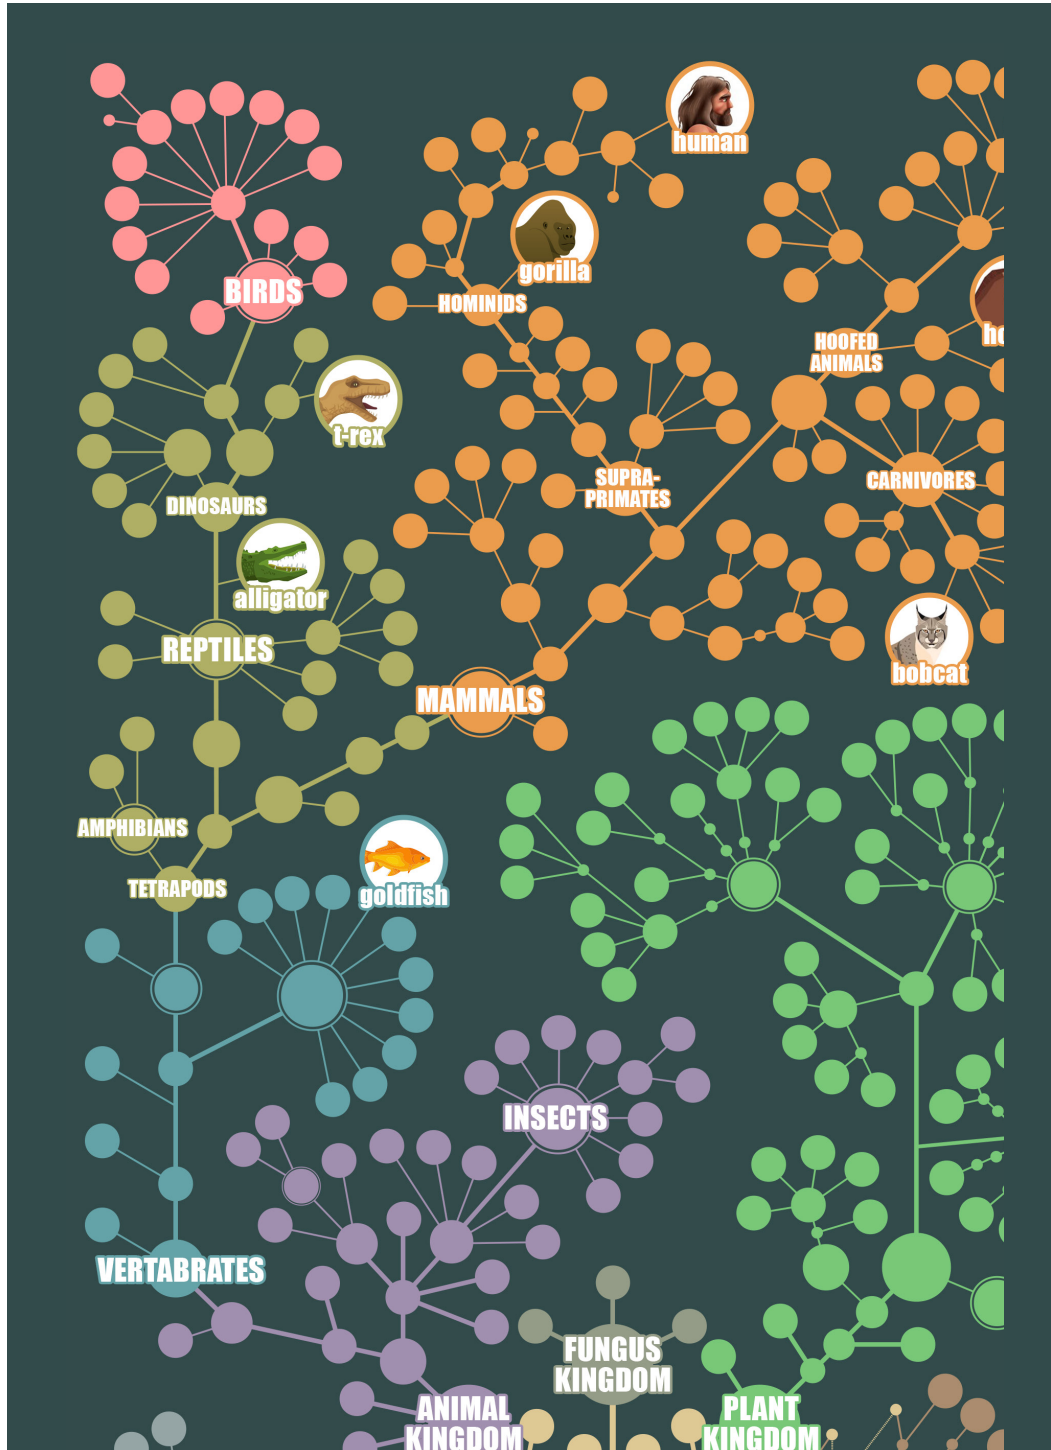 human
gorilla
BIRDS
HOMINIDS
HOOFED
ANIMALS
t-rex
SUPRA-
PRIMATES
CARNIVORES
DINOSAURS
alligator
REPTILES
bobcat
MAMMALS
AMPHIBIANS
TETRAPODS
goldfish
INSECTS
VERTABRATES
FUNGUS
KINGDOM
ANIMAL
KINGDOM
PLANT
KINGDOM